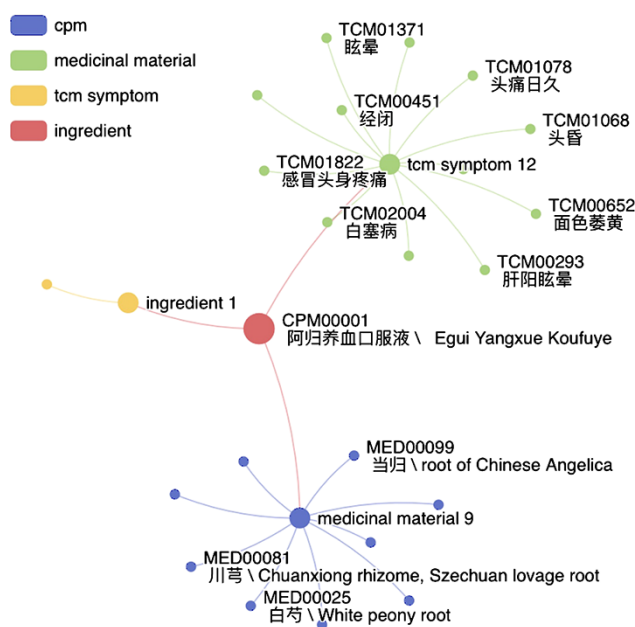 cpm
medicinal material
tcm symptom
ingredient
TCM01371
眩晕
TCM01078
头痛日久
TCM00451
经闭
TCM01068
头昏
TCM01822
感冒头身疼痛
tcm symptom 12
TCM02004
白塞病
TCM00652
面色萎黄
TCM00293
肝阳眩晕
ingredient 1
CPM00001
阿归养血口服液 \ Egui Yangxue Koufuye
MED00099
当归 \ root of Chinese Angelica
medicinal material 9
MED00081
川芎 \ Chuanxiong rhizome, Szechuan lovage root
MED00025
白芍 \ White peony root